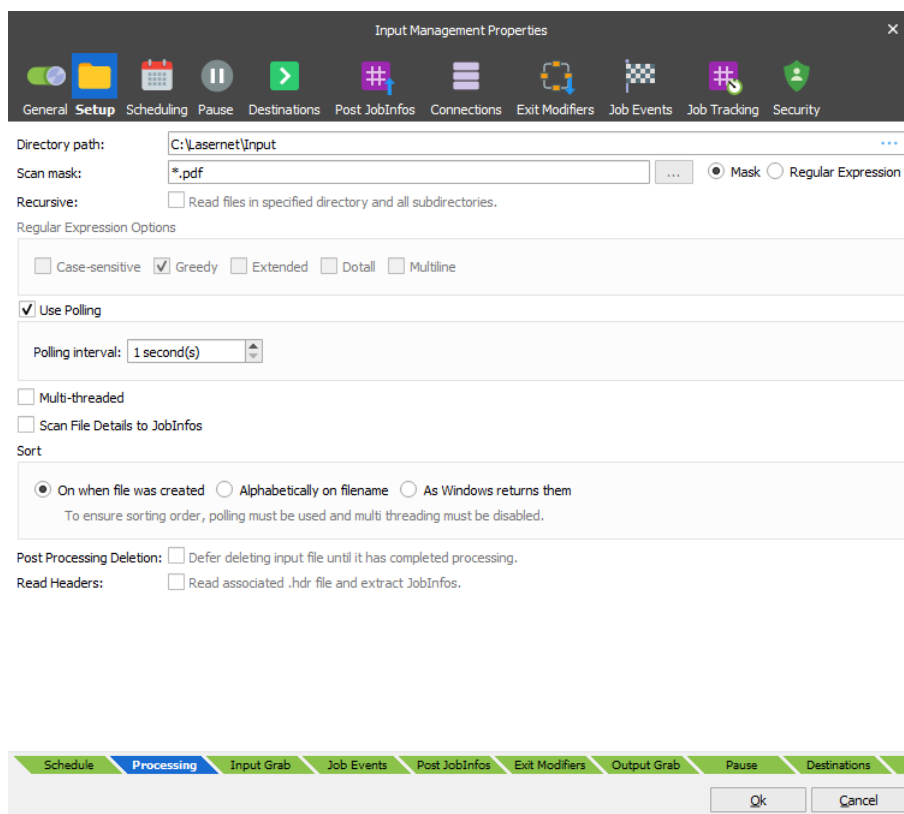 Input Management Properties
General Setup Scheduling Pause Destinations Post JobInfos Connections Exit Modifiers Job Events Job Tracking Security
Directory path: C:\Lasernet\Input ...
Scan mask: *.pdf ... Mask Regular Expression
Recursive: Read files in specified directory and all subdirectories.
Regular Expression Options
Case-sensitive Greedy Extended Dotall Multiline
Use Polling
Polling interval: 1 second(s)
Multi-threaded
Scan File Details to JobInfos
Sort
On when file was created Alphabetically on filename As Windows returns them
To ensure sorting order, polling must be used and multi threading must be disabled.
Post Processing Deletion: Defer deleting input file until it has completed processing.
Read Headers: Read associated .hdr file and extract JobInfos.
Schedule Processing Input Grab Job Events Post JobInfos Exit Modifiers Output Grab Pause Destinations
Ok Cancel